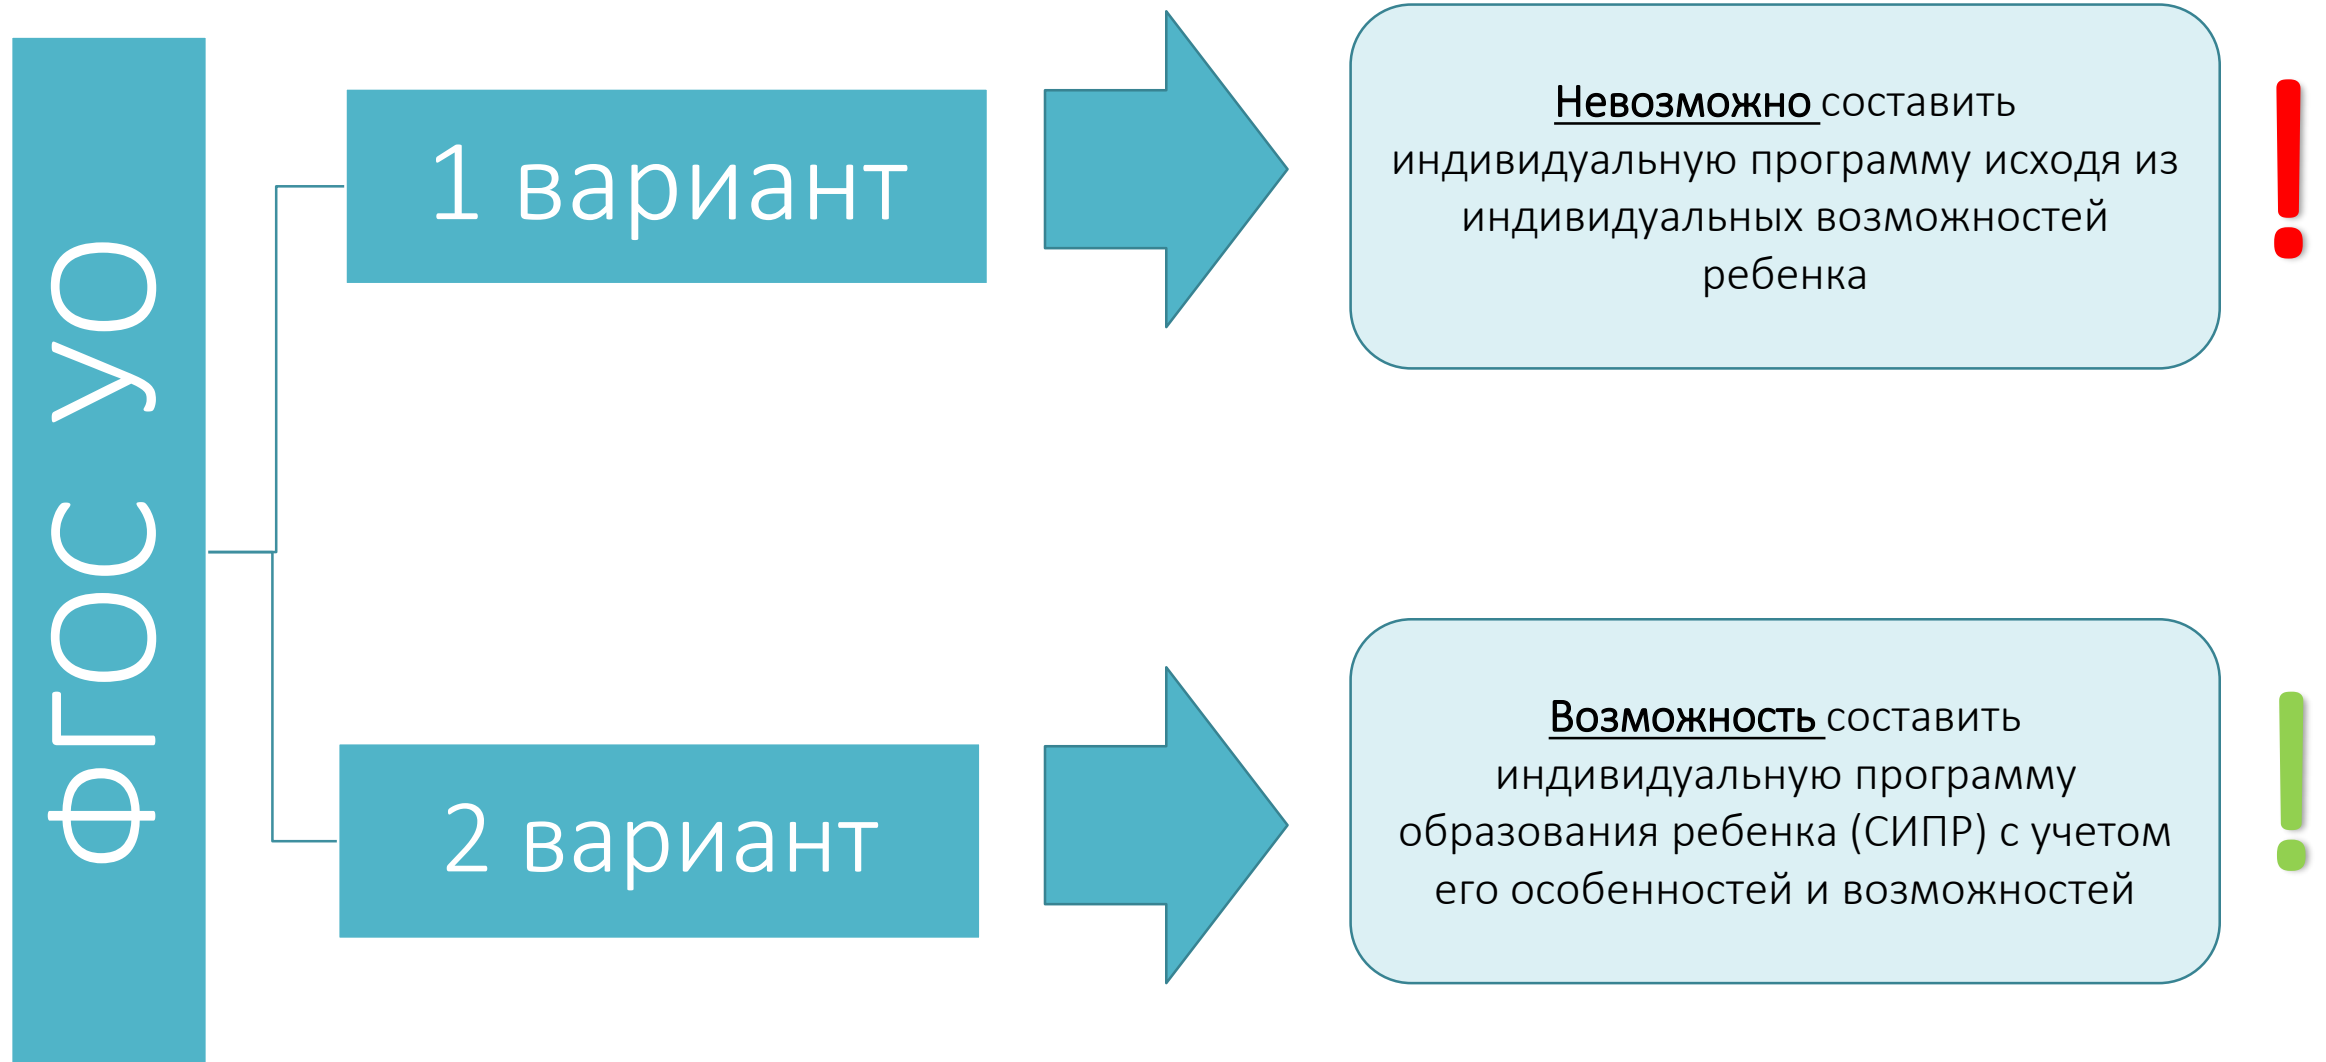 ФГОС УО
1 вариант
Невозможно составить
индивидуальную программу исходя из
индивидуальных возможностей
ребенка
!
2 вариант
Возможность составить
индивидуальную программу
образования ребенка (СИПР) с учетом
его особенностей и возможностей
!